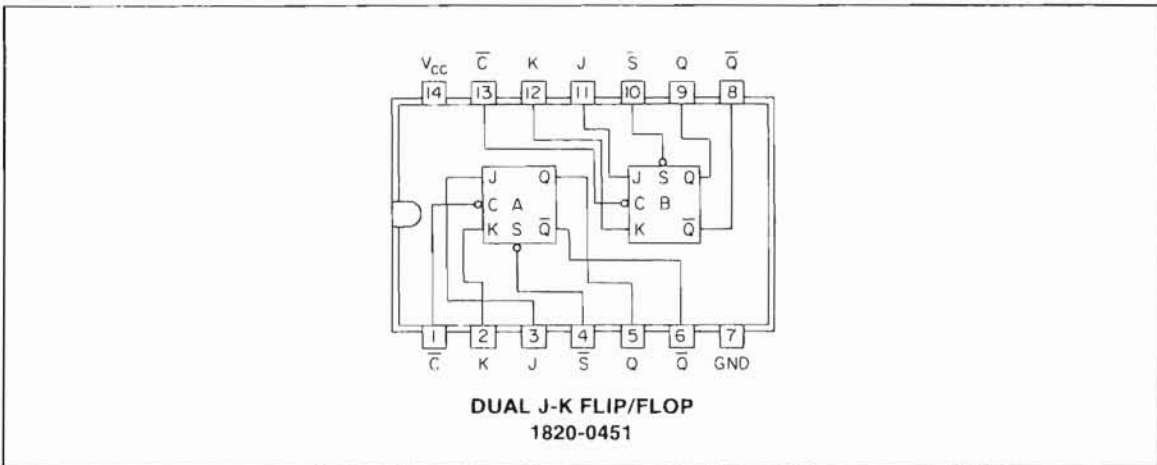 V_CC C̅ K J S̅ Q Q̅
14 13 12 11 10 9 8
J Q J S Q
C A C B
K S Q̅ K Q̅
1 2 3 4 5 6 7
C̅ K J S̅ Q Q̅ GND
DUAL J-K FLIP/FLOP
1820-0451